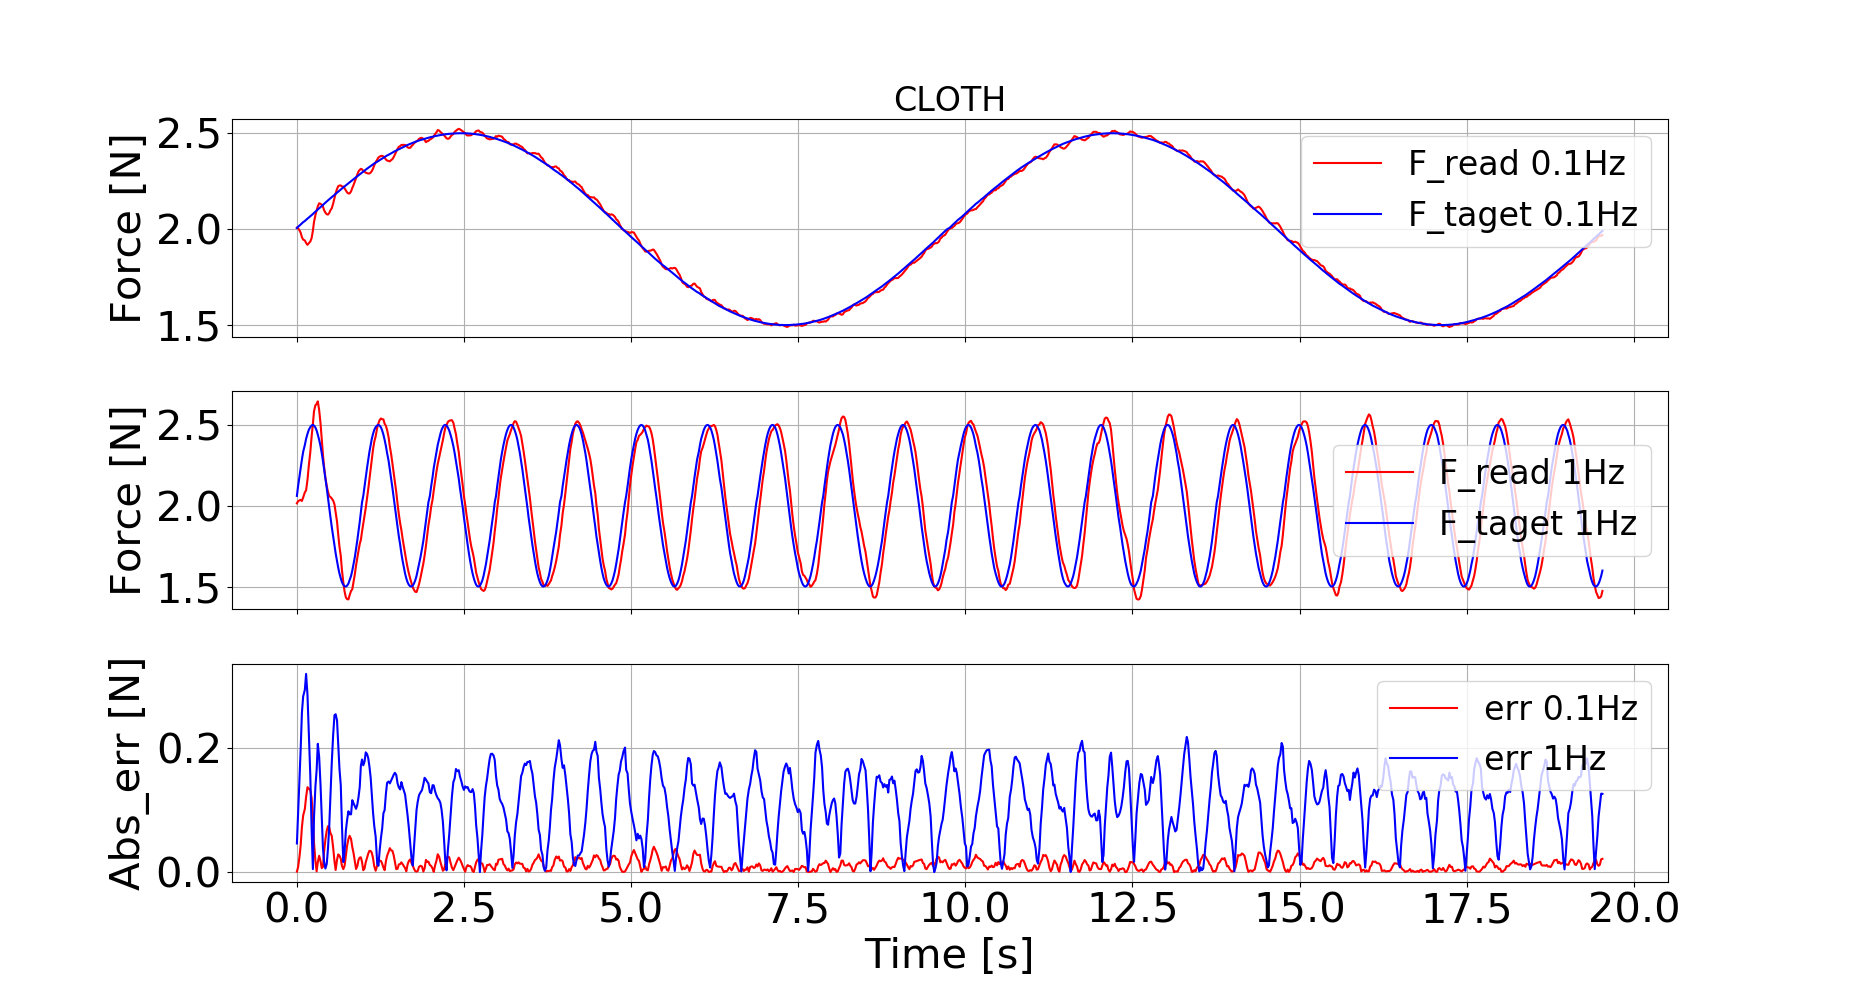 CLOTH
Force [N]
2.5
2.0
1.5
F_read 0.1Hz
F_taget 0.1Hz
Force [N]
2.5
2.0
1.5
F_read 1Hz
F_taget 1Hz
Abs_err [N]
0.2
0.0
err 0.1Hz
err 1Hz
0.0 2.5 5.0 7.5 10.0 12.5 15.0 17.5 20.0
Time [s]